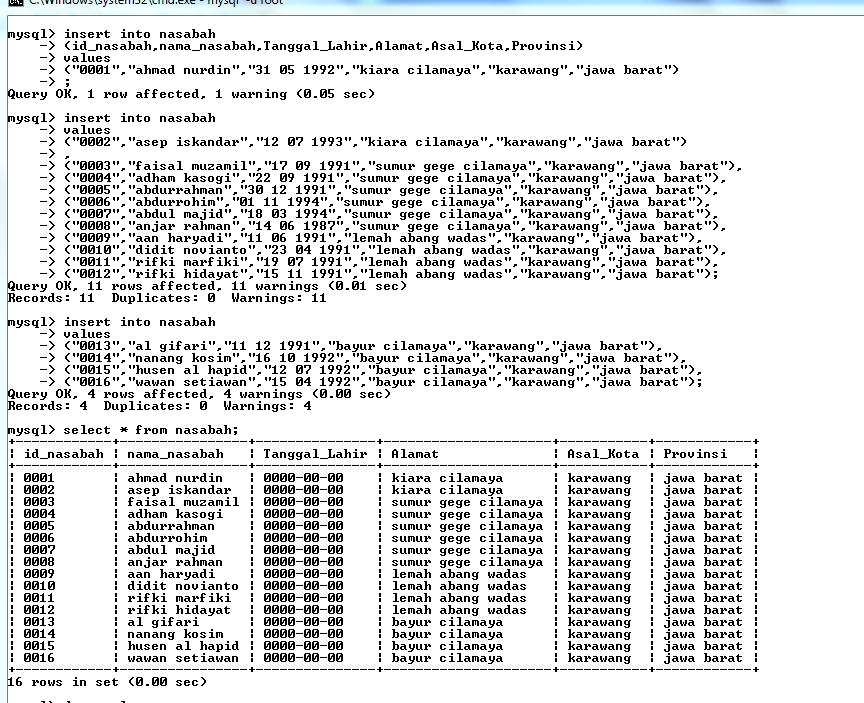 C:\Windows\system32\cmd.exe - mysql -u root
mysql> insert into nasabah
    -> (id_nasabah,nama_nasabah,Tanggal_Lahir,Alamat,Asal_Kota,Provinsi)
    -> values
    -> ("0001","ahmad nurdin","31 05 1992","kiara cilamaya","karawang","jawa barat")
    -> ;
Query OK, 1 row affected, 1 warning (0.05 sec)
mysql> insert into nasabah
    -> values
    -> ("0002","asep iskandar","12 07 1993","kiara cilamaya","karawang","jawa barat")
    -> ,
    -> ("0003","faisal muzamil","17 09 1991","sumur gege cilamaya","karawang","jawa barat"),
    -> ("0004","adham kasogi","22 09 1991","sumur gege cilamaya","karawang","jawa barat"),
    -> ("0005","abdurrahman","30 12 1991","sumur gege cilamaya","karawang","jawa barat"),
    -> ("0006","abdurrohim","01 11 1994","sumur gege cilamaya","karawang","jawa barat"),
    -> ("0007","abdul majid","18 03 1994","sumur gege cilamaya","karawang","jawa barat"),
    -> ("0008","anjar rahman","14 06 1987","sumur gege cilamaya","karawang","jawa barat"),
    -> ("0009","aan haryadi","11 06 1991","lemah abang wadas","karawang","jawa barat"),
    -> ("0010","didit novianto","23 04 1991","lemah abang wadas","karawang","jawa barat"),
    -> ("0011","rifki marfiki","19 07 1991","lemah abang wadas","karawang","jawa barat"),
    -> ("0012","rifki hidayat","15 11 1991","lemah abang wadas","karawang","jawa barat");
Query OK, 11 rows affected, 11 warnings (0.01 sec)
Records: 11  Duplicates: 0  Warnings: 11
mysql> insert into nasabah
    -> values
    -> ("0013","al gifari","11 12 1991","bayur cilamaya","karawang","jawa barat"),
    -> ("0014","nanang kosim","16 10 1992","bayur cilamaya","karawang","jawa barat"),
    -> ("0015","husen al hapid","12 07 1992","bayur cilamaya","karawang","jawa barat"),
    -> ("0016","wawan setiawan","15 04 1992","bayur cilamaya","karawang","jawa barat");
Query OK, 4 rows affected, 4 warnings (0.00 sec)
Records: 4  Duplicates: 0  Warnings: 4
mysql> select * from nasabah;
| id_nasabah | nama_nasabah | Tanggal_Lahir | Alamat | Asal_Kota | Provinsi |
| 0001 | ahmad nurdin | 0000-00-00 | kiara cilamaya | karawang | jawa barat |
| 0002 | asep iskandar | 0000-00-00 | kiara cilamaya | karawang | jawa barat |
| 0003 | faisal muzamil | 0000-00-00 | sumur gege cilamaya | karawang | jawa barat |
| 0004 | adham kasogi | 0000-00-00 | sumur gege cilamaya | karawang | jawa barat |
| 0005 | abdurrahman | 0000-00-00 | sumur gege cilamaya | karawang | jawa barat |
| 0006 | abdurrohim | 0000-00-00 | sumur gege cilamaya | karawang | jawa barat |
| 0007 | abdul majid | 0000-00-00 | sumur gege cilamaya | karawang | jawa barat |
| 0008 | anjar rahman | 0000-00-00 | sumur gege cilamaya | karawang | jawa barat |
| 0009 | aan haryadi | 0000-00-00 | lemah abang wadas | karawang | jawa barat |
| 0010 | didit novianto | 0000-00-00 | lemah abang wadas | karawang | jawa barat |
| 0011 | rifki marfiki | 0000-00-00 | lemah abang wadas | karawang | jawa barat |
| 0012 | rifki hidayat | 0000-00-00 | lemah abang wadas | karawang | jawa barat |
| 0013 | al gifari | 0000-00-00 | bayur cilamaya | karawang | jawa barat |
| 0014 | nanang kosim | 0000-00-00 | bayur cilamaya | karawang | jawa barat |
| 0015 | husen al hapid | 0000-00-00 | bayur cilamaya | karawang | jawa barat |
| 0016 | wawan setiawan | 0000-00-00 | bayur cilamaya | karawang | jawa barat |
16 rows in set (0.00 sec)